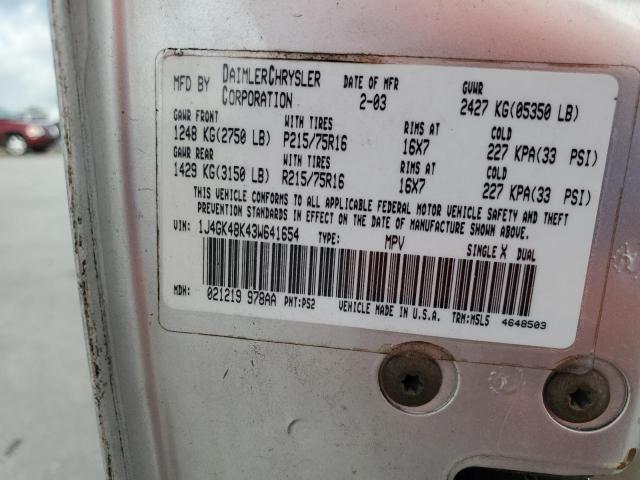 MFD BY DAIMLERCHRYSLER CORPORATION DATE OF MFR 2-03 GVWR 2427 KG(05350 LB)
GAWR FRONT WITH TIRES RIMS AT COLD
1248 KG(2750 LB) P215/75R16 16X7 227 KPA(33 PSI)
GAWR REAR WITH TIRES RIMS AT COLD
1429 KG(3150 LB) R215/75R16 16X7 227 KPA(33 PSI)
THIS VEHICLE CONFORMS TO ALL APPLICABLE FEDERAL MOTOR VEHICLE SAFETY AND THEFT
PREVENTION STANDARDS IN EFFECT ON THE DATE OF MANUFACTURE SHOWN ABOVE.
VIN: 1J4GK48K43W641654 TYPE: MPV SINGLE X DUAL
MDH: 021219 978AA PNT:PS2 VEHICLE MADE IN U.S.A. TRM:M5L5 4648503